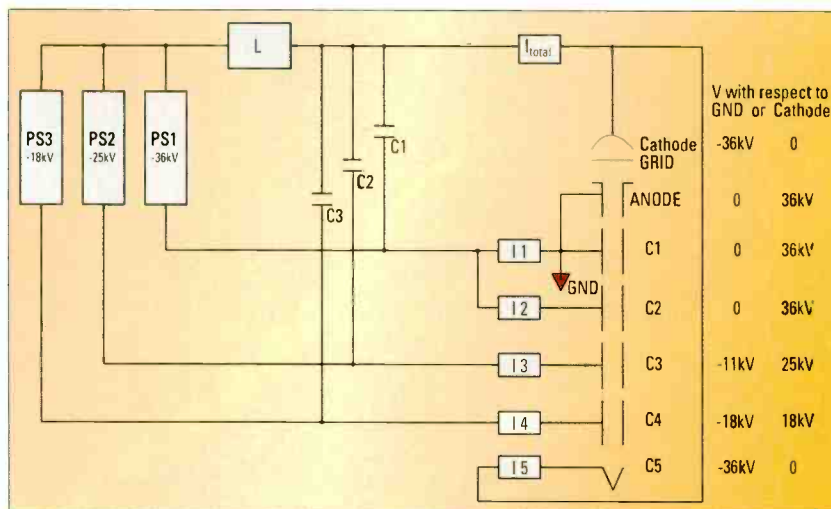 L
I total
V with respect to
GND or Cathode
PS3
-18kV
PS2
-25kV
PS1
-36kV
C1
C2
C3
Cathode
GRID
-36kV 0
ANODE 0 36kV
I1
C1 0 36kV
GND
I2
C2 0 36kV
I3
C3 -11kV 25kV
I4
C4 -18kV 18kV
I5
C5 -36kV 0